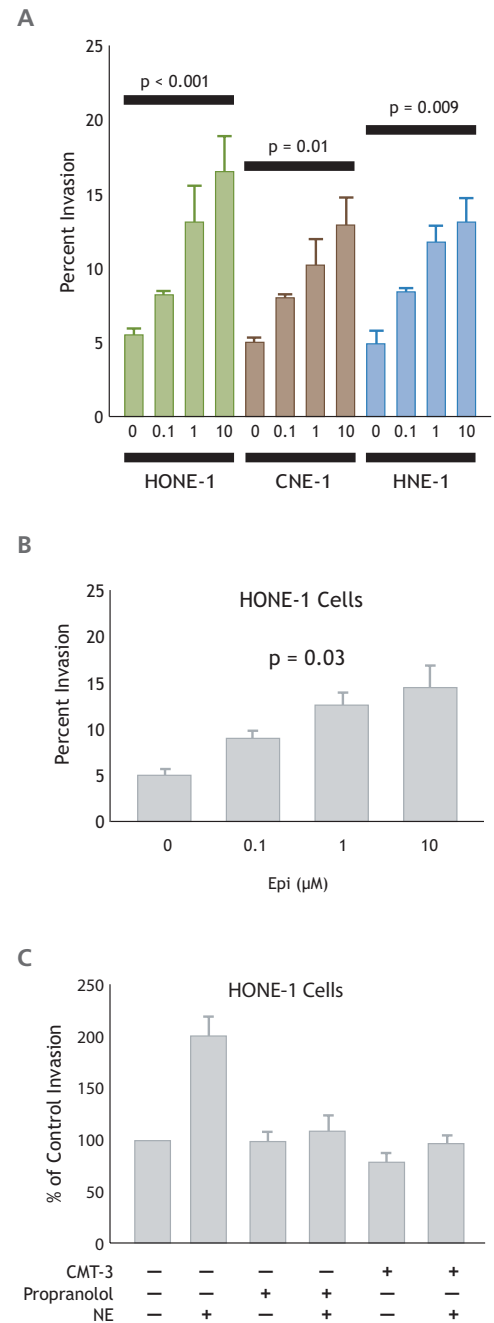 A
25
p < 0.001
20
p = 0.009
p = 0.01
15
Percent Invasion
10
5
0
0 0.1 1 10 0 0.1 1 10 0 0.1 1 10
HONE-1 CNE-1 HNE-1
B
25
HONE-1 Cells
20
p = 0.03
15
Percent Invasion
10
5
0
0 0.1 1 10
Epi (µM)
C
250
HONE-1 Cells
200
150
% of Control Invasion
100
50
0
CMT-3 — — — — + +
Propranolol — — + + — —
NE — + — + — +